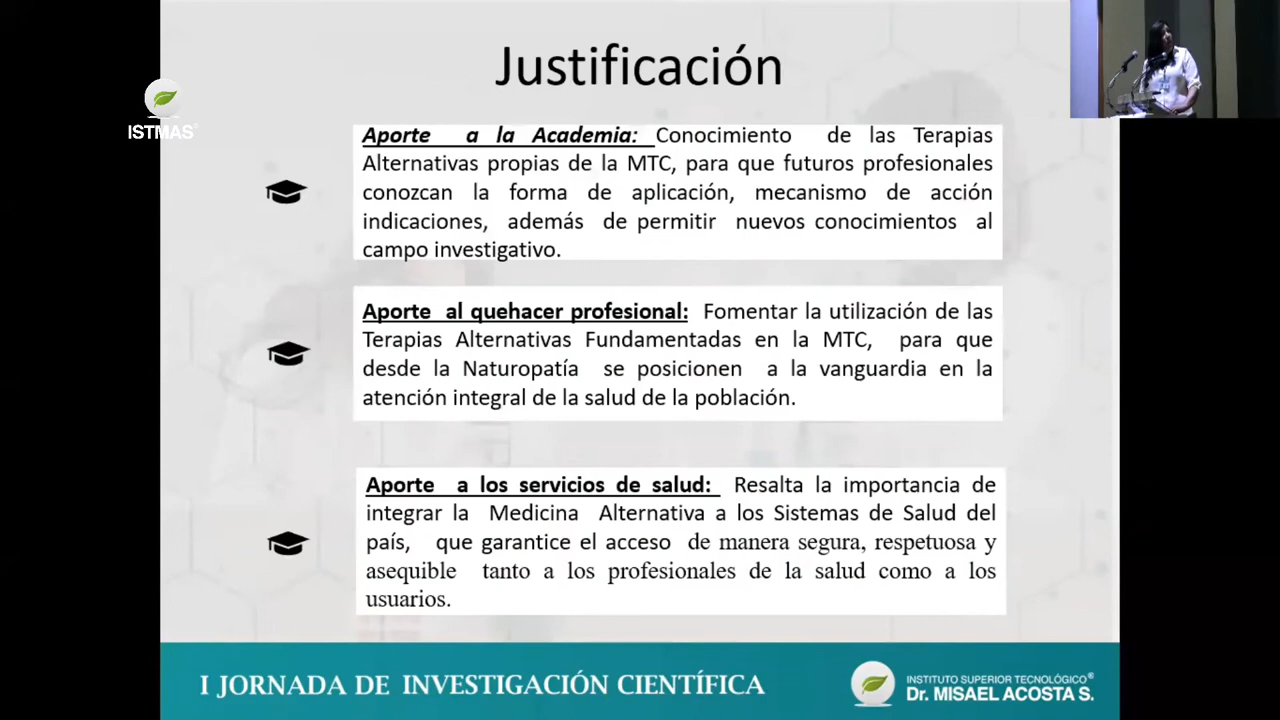 Justificación
ISTMAS®
Aporte a la Academia: Conocimiento de las Terapias
Alternativas propias de la MTC, para que futuros profesionales
conozcan la forma de aplicación, mecanismo de acción
indicaciones, además de permitir nuevos conocimientos al
campo investigativo.
Aporte al quehacer profesional: Fomentar la utilización de las
Terapias Alternativas Fundamentadas en la MTC, para que
desde la Naturopatía se posicionen a la vanguardia en la
atención integral de la salud de la población.
Aporte a los servicios de salud: Resalta la importancia de
integrar la Medicina Alternativa a los Sistemas de Salud del
país, que garantice el acceso de manera segura, respetuosa y
asequible tanto a los profesionales de la salud como a los
usuarios.
I JORNADA DE INVESTIGACIÓN CIENTÍFICA
INSTITUTO SUPERIOR TECNOLÓGICO®
Dr. MISAEL ACOSTA S.